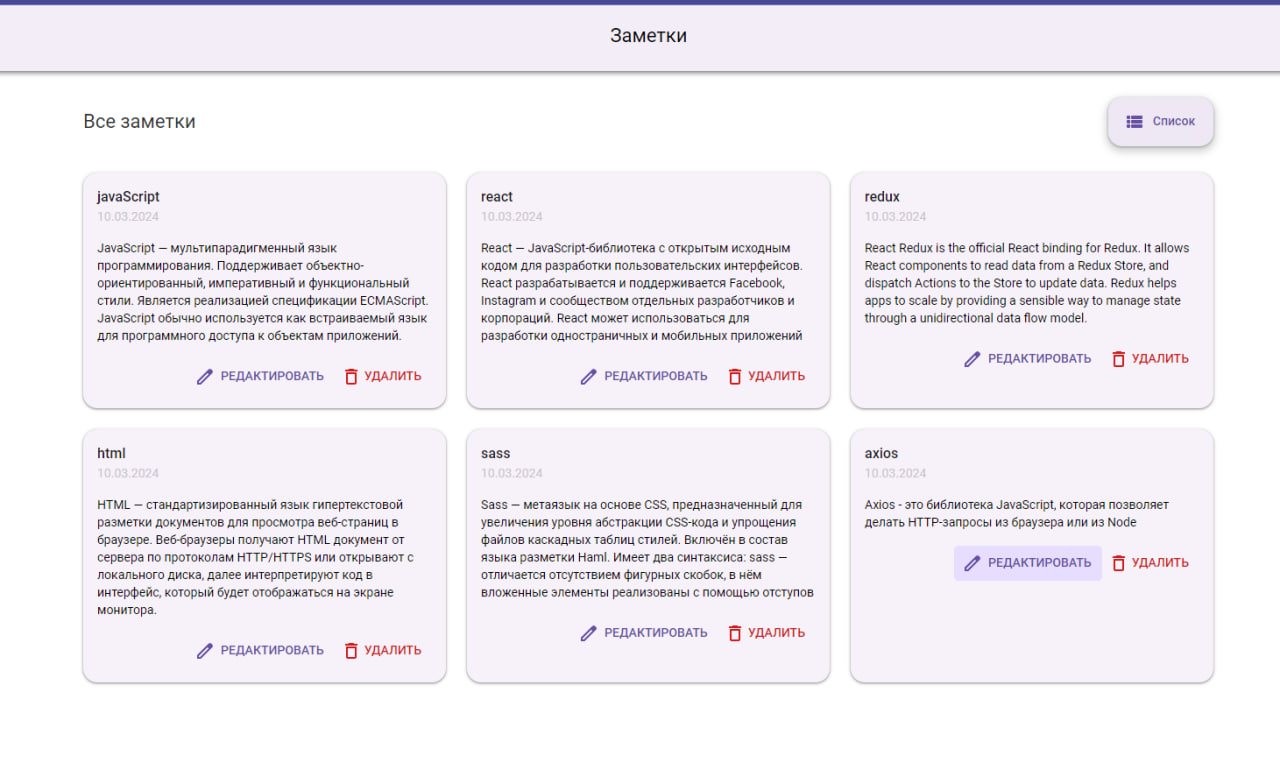 Заметки
Все заметки
Список
javaScript
10.03.2024
JavaScript — мультипарадигменный язык
программирования. Поддерживает объектно-
ориентированный, императивный и функциональный
стили. Является реализацией спецификации ECMAScript.
JavaScript обычно используется как встраиваемый язык
для программного доступа к объектам приложений.
РЕДАКТИРОВАТЬ УДАЛИТЬ
react
10.03.2024
React — JavaScript-библиотека с открытым исходным
кодом для разработки пользовательских интерфейсов.
React разрабатывается и поддерживается Facebook,
Instagram и сообществом отдельных разработчиков и
корпораций. React может использоваться для
разработки одностраничных и мобильных приложений
РЕДАКТИРОВАТЬ УДАЛИТЬ
redux
10.03.2024
React Redux is the official React binding for Redux. It allows
React components to read data from a Redux Store, and
dispatch Actions to the Store to update data. Redux helps
apps to scale by providing a sensible way to manage state
through a unidirectional data flow model.
РЕДАКТИРОВАТЬ УДАЛИТЬ
html
10.03.2024
HTML — стандартизированный язык гипертекстовой
разметки документов для просмотра веб-страниц в
браузере. Веб-браузеры получают HTML документ от
сервера по протоколам HTTP/HTTPS или открывают с
локального диска, далее интерпретируют код в
интерфейс, который будет отображаться на экране
монитора.
РЕДАКТИРОВАТЬ УДАЛИТЬ
sass
10.03.2024
Sass — метаязык на основе CSS, предназначенный для
увеличения уровня абстракции CSS-кода и упрощения
файлов каскадных таблиц стилей. Включён в состав
языка разметки Haml. Имеет два синтаксиса: sass —
отличается отсутствием фигурных скобок, в нём
вложенные элементы реализованы с помощью отступов
РЕДАКТИРОВАТЬ УДАЛИТЬ
axios
10.03.2024
Axios - это библиотека JavaScript, которая позволяет
делать HTTP-запросы из браузера или из Node
РЕДАКТИРОВАТЬ УДАЛИТЬ